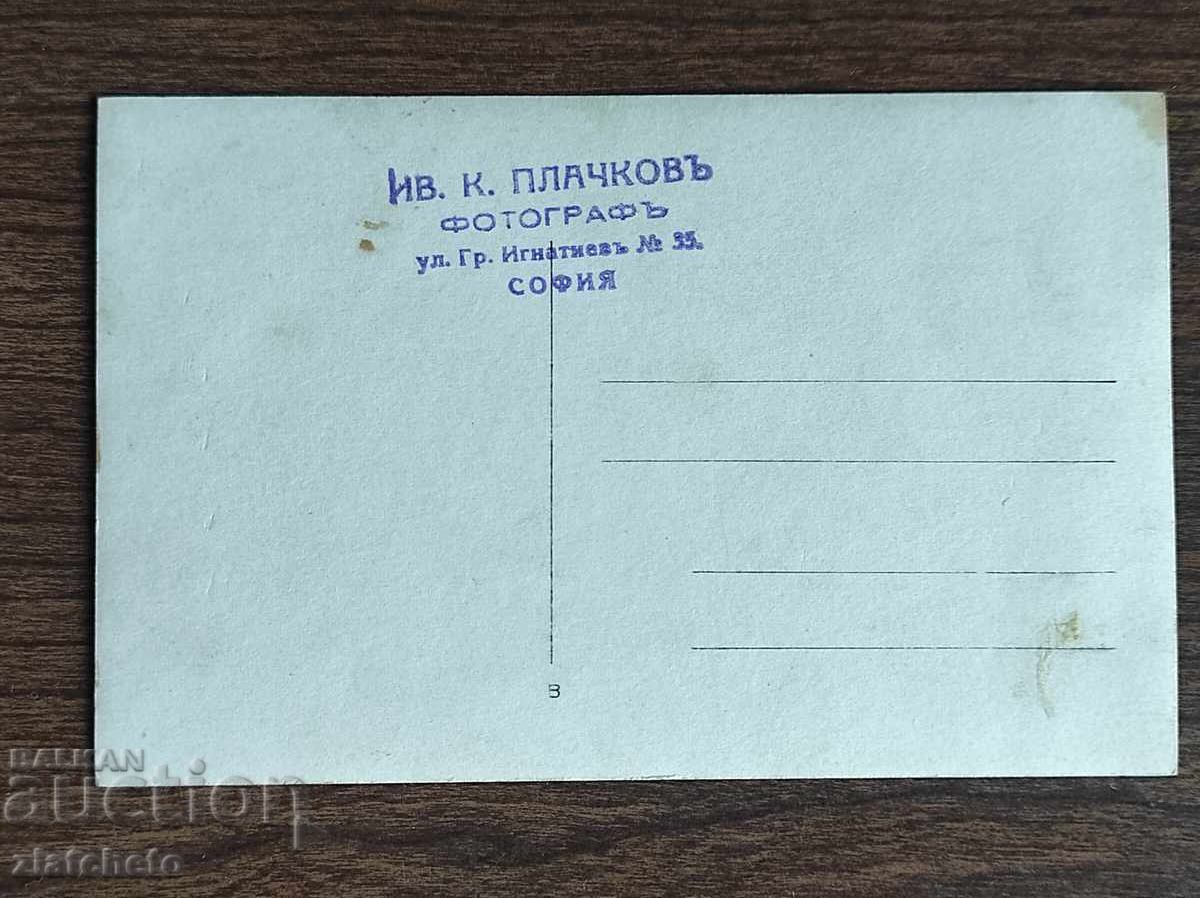 Ив. К. ПЛАЧКОВЪ
ФОТОГРАФЪ
ул. Гр. Игнатиевъ № 35.
СОФИЯ
B
BALKAN
auction
zlatcheto